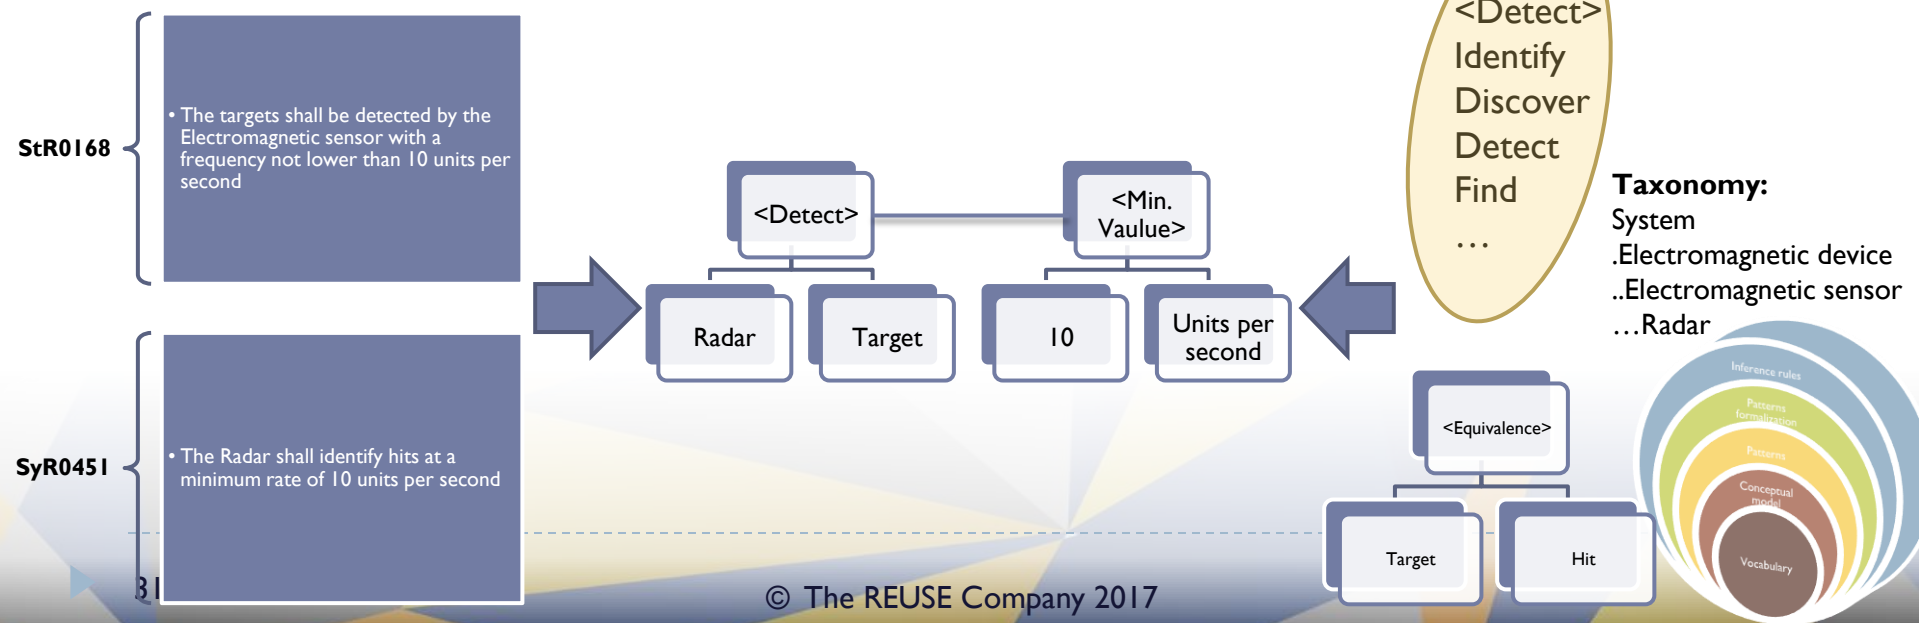 StR0168
• The targets shall be detected by the
Electromagnetic sensor with a
frequency not lower than 10 units per
second
SyR0451
• The Radar shall identify hits at a
minimum rate of 10 units per second
<Detect>
Radar
Target
<Min.
Vaulue>
10
Units per
second
<Detect>
Identify
Discover
Detect
Find
…
Taxonomy:
System
.Electromagnetic device
..Electromagnetic sensor
…Radar
<Equivalence>
Target
Hit
Inference rules
Patterns
formalization
Patterns
Conceptual
model
Vocabulary
31
© The REUSE Company 2017